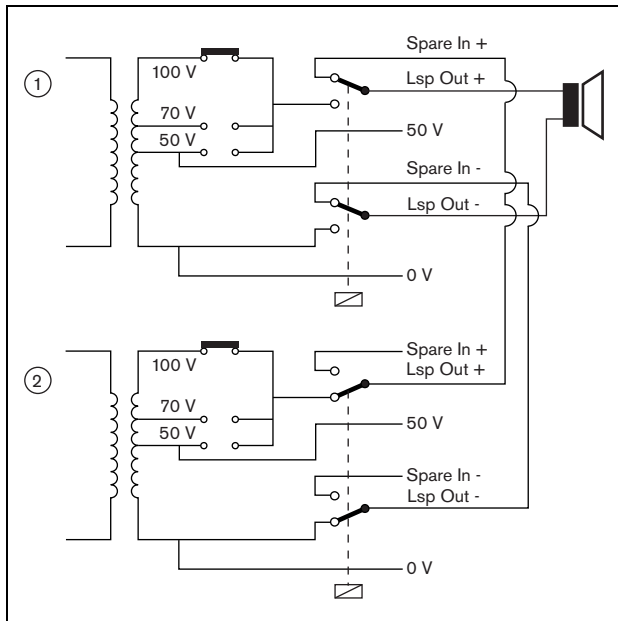 Spare In +
1
100 V
Lsp Out +
70 V
50 V
50 V
Spare In -
Lsp Out -
0 V
2
100 V
Spare In +
Lsp Out +
70 V
50 V
50 V
Spare In -
Lsp Out -
0 V